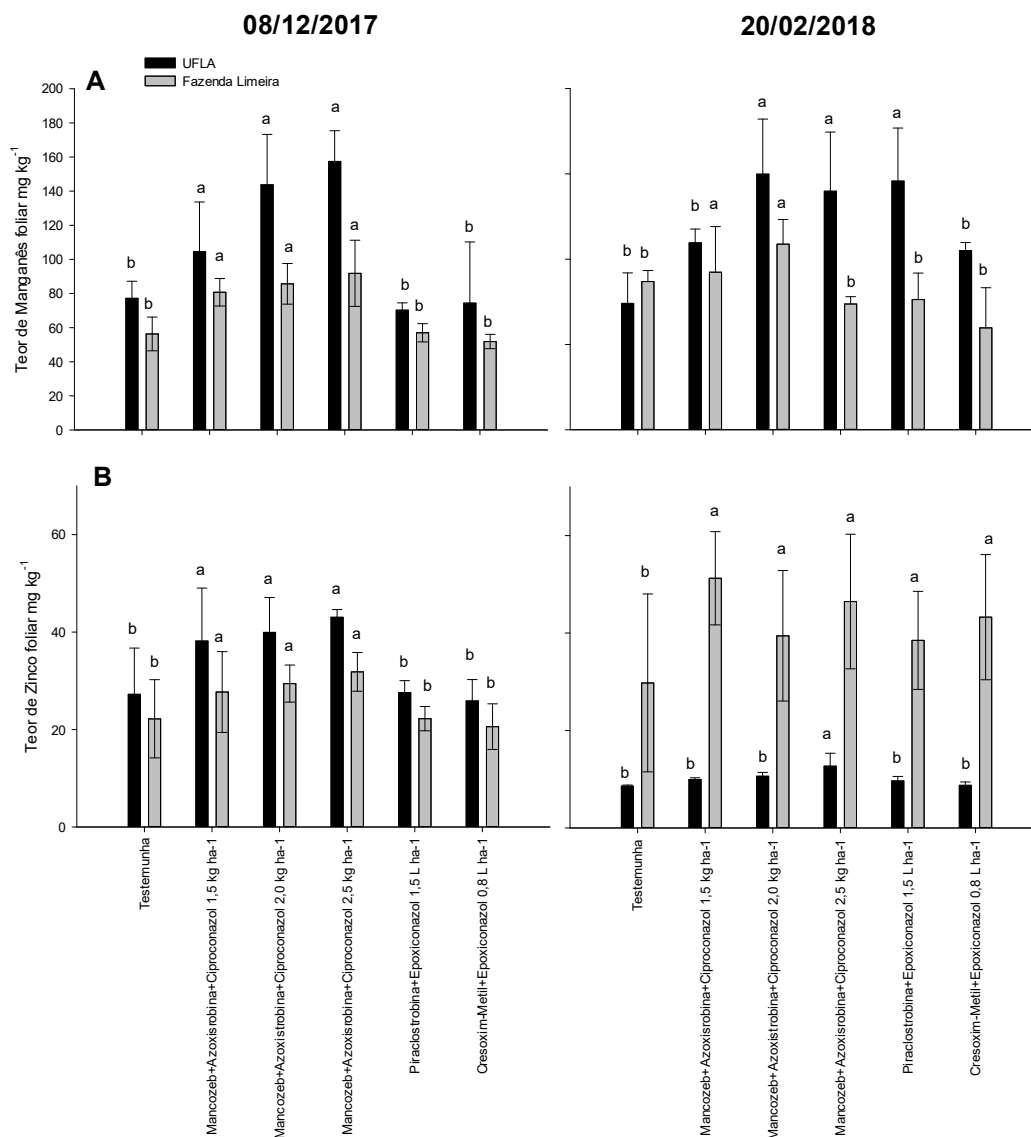 08/12/2017
20/02/2018
A
UFLA
Fazenda Limeira
Teor de Manganês foliar mg kg-1
200
180
160
140
120
100
80
60
40
20
0
b
b
a
a
a
a
a
a
b
b
b
b
b
b
b
a
a
a
a
b
a
b
b
b
B
Teor de Zinco foliar mg kg-1
60
40
20
0
b
b
a
a
a
a
a
a
b
b
b
b
b
b
b
a
b
a
a
a
b
a
b
a
Testemunha
Mancozeb+Azoxisrobina+Ciproconazol 1,5 kg ha-1
Mancozeb+Azoxistrobina+Ciproconazol 2,0 kg ha-1
Mancozeb+Azoxisrobina+Ciproconazol 2,5 kg ha-1
Piraclostrobina+Epoxiconazol 1,5 L ha-1
Cresoxim-Metil+Epoxiconazol 0,8 L ha-1
Testemunha
Mancozeb+Azoxisrobina+Ciproconazol 1,5 kg ha-1
Mancozeb+Azoxistrobina+Ciproconazol 2,0 kg ha-1
Mancozeb+Azoxisrobina+Ciproconazol 2,5 kg ha-1
Piraclostrobina+Epoxiconazol 1,5 L ha-1
Cresoxim-Metil+Epoxiconazol 0,8 L ha-1